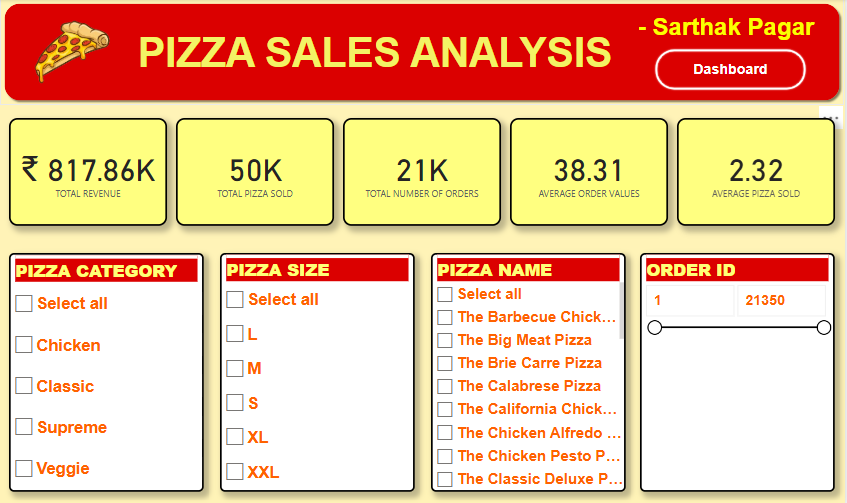 PIZZA SALES ANALYSIS
- Sarthak Pagar
Dashboard
₹ 817.86K
TOTAL REVENUE
50K
TOTAL PIZZA SOLD
21K
TOTAL NUMBER OF ORDERS
38.31
AVERAGE ORDER VALUES
2.32
AVERAGE PIZZA SOLD
PIZZA CATEGORY
Select all
Chicken
Classic
Supreme
Veggie
PIZZA SIZE
Select all
L
M
S
XL
XXL
PIZZA NAME
Select all
The Barbecue Chick...
The Big Meat Pizza
The Brie Carre Pizza
The Calabrese Pizza
The California Chick...
The Chicken Alfredo ...
The Chicken Pesto P...
The Classic Deluxe P...
ORDER ID
1
21350